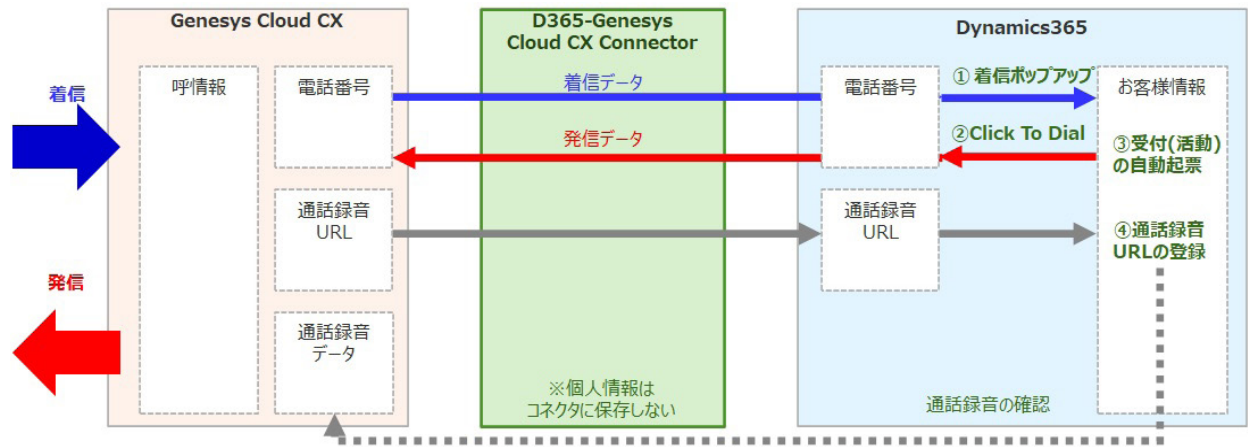 Genesys Cloud CX
D365-Genesys
Cloud CX Connector
Dynamics365
着信
発信
呼情報
電話番号
通話録音
URL
通話録音
データ
着信データ
発信データ
※個人情報は
コネクタに保存しない
電話番号
通話録音
URL
① 着信ポップアップ
②Click To Dial
お客様情報
③受付(活動)
の自動起票
④通話録音
URLの登録
通話録音の確認